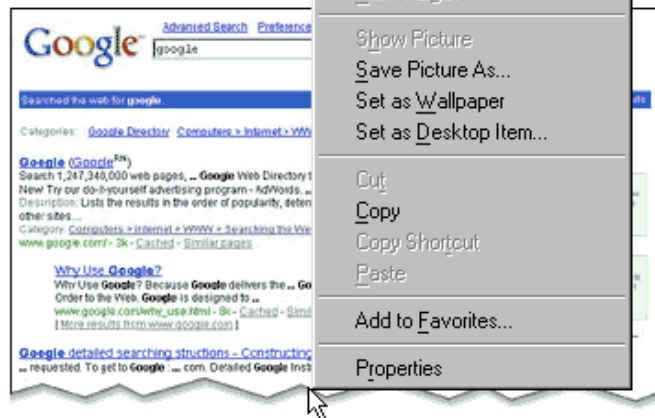 Google
Advanced Search Preference
google
Searched the web for google.
Categories: Google Directory Computers > Internet > WW
Google (Google
Search 1,247,340,000 web pages, ... Google Web Directory t
New Try our do-it-yourself advertising program - AdWords. ..
Description: Lists the results in the order of popularity, deter
other sites...
Category: Computers > Internet > WWW > Searching the We
www.google.com/ - 3k - Cached - Similar pages
Why Use Google?
Why Use Google? Because Google delivers the ... Go
Order to the Web. Google is designed to ...
www.google.com/why_use.html - 8k - Cached - Simi
[ More results from www.google.com ]
Google detailed searching structions - Constructing
... requested. To get to Google : ... com. Detailed Google Inst
Show Picture
Save Picture As...
Set as Wallpaper
Set as Desktop Item...
Cut
Copy
Copy Shortcut
Paste
Add to Favorites...
Properties